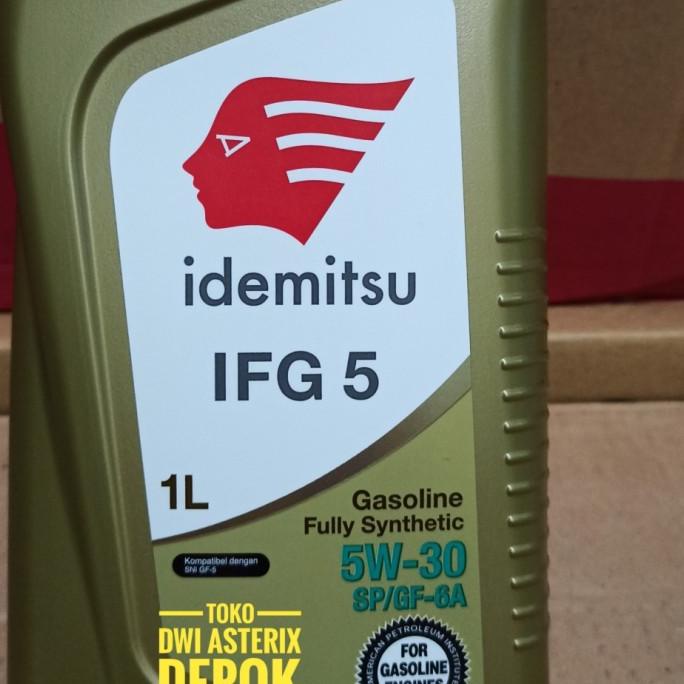 idemitsu
IFG 5
1L
Gasoline
Fully Synthetic
5W-30
SP/GF-6A
Kompatibel dengan
SNI GF-5
TOKO
DWI ASTERIX
DEPOK
AMERICAN PETROLEUM INSTITUTE
FOR
GASOLINE
ENGINES